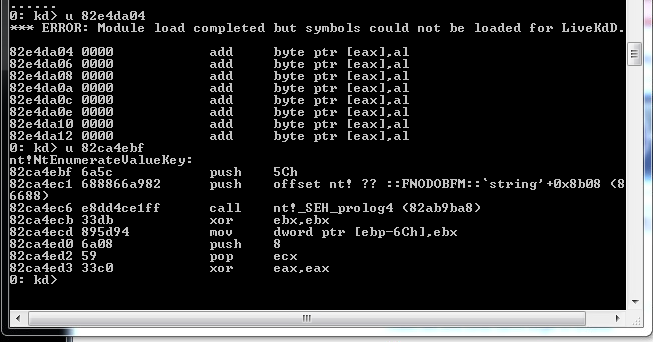 ......
0: kd> u 82e4da04
*** ERROR: Module load completed but symbols could not be loaded for LiveKdD.
82e4da04 0000 add byte ptr [eax],al
82e4da06 0000 add byte ptr [eax],al
82e4da08 0000 add byte ptr [eax],al
82e4da0a 0000 add byte ptr [eax],al
82e4da0c 0000 add byte ptr [eax],al
82e4da0e 0000 add byte ptr [eax],al
82e4da10 0000 add byte ptr [eax],al
82e4da12 0000 add byte ptr [eax],al
0: kd> u 82ca4ebf
nt!NtEnumerateValueKey:
82ca4ebf 6a5c push 5Ch
82ca4ec1 688866a982 push offset nt! ?? ::FNODOBFM::`string'+0x8b08 (8
6688)
82ca4ec6 e8dd4ce1ff call nt!_SEH_prolog4 (82ab9ba8)
82ca4ecb 33db xor ebx,ebx
82ca4ecd 895d94 mov dword ptr [ebp-6Ch],ebx
82ca4ed0 6a08 push 8
82ca4ed2 59 pop ecx
82ca4ed3 33c0 xor eax,eax
0: kd>